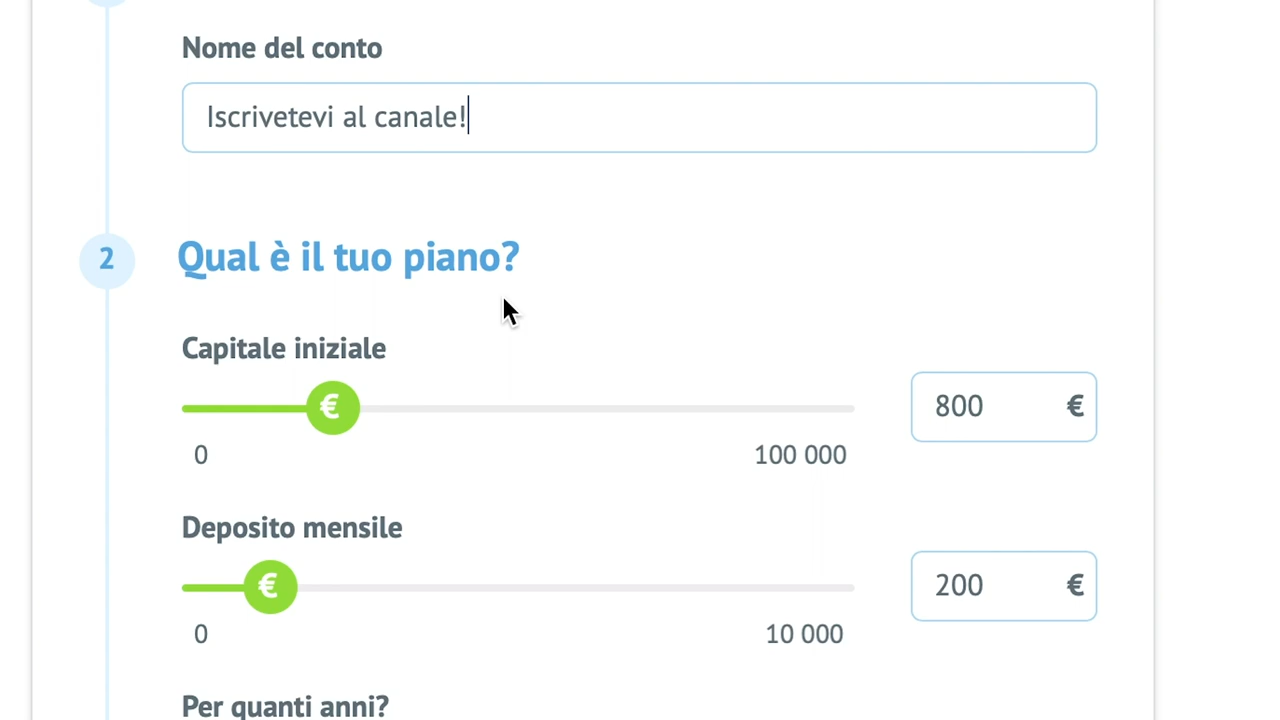 Nome del conto
Iscrivetevi al canale!
2
Qual è il tuo piano?
Capitale iniziale
€
800 €
0
100 000
Deposito mensile
€
200 €
0
10 000
Per quanti anni?